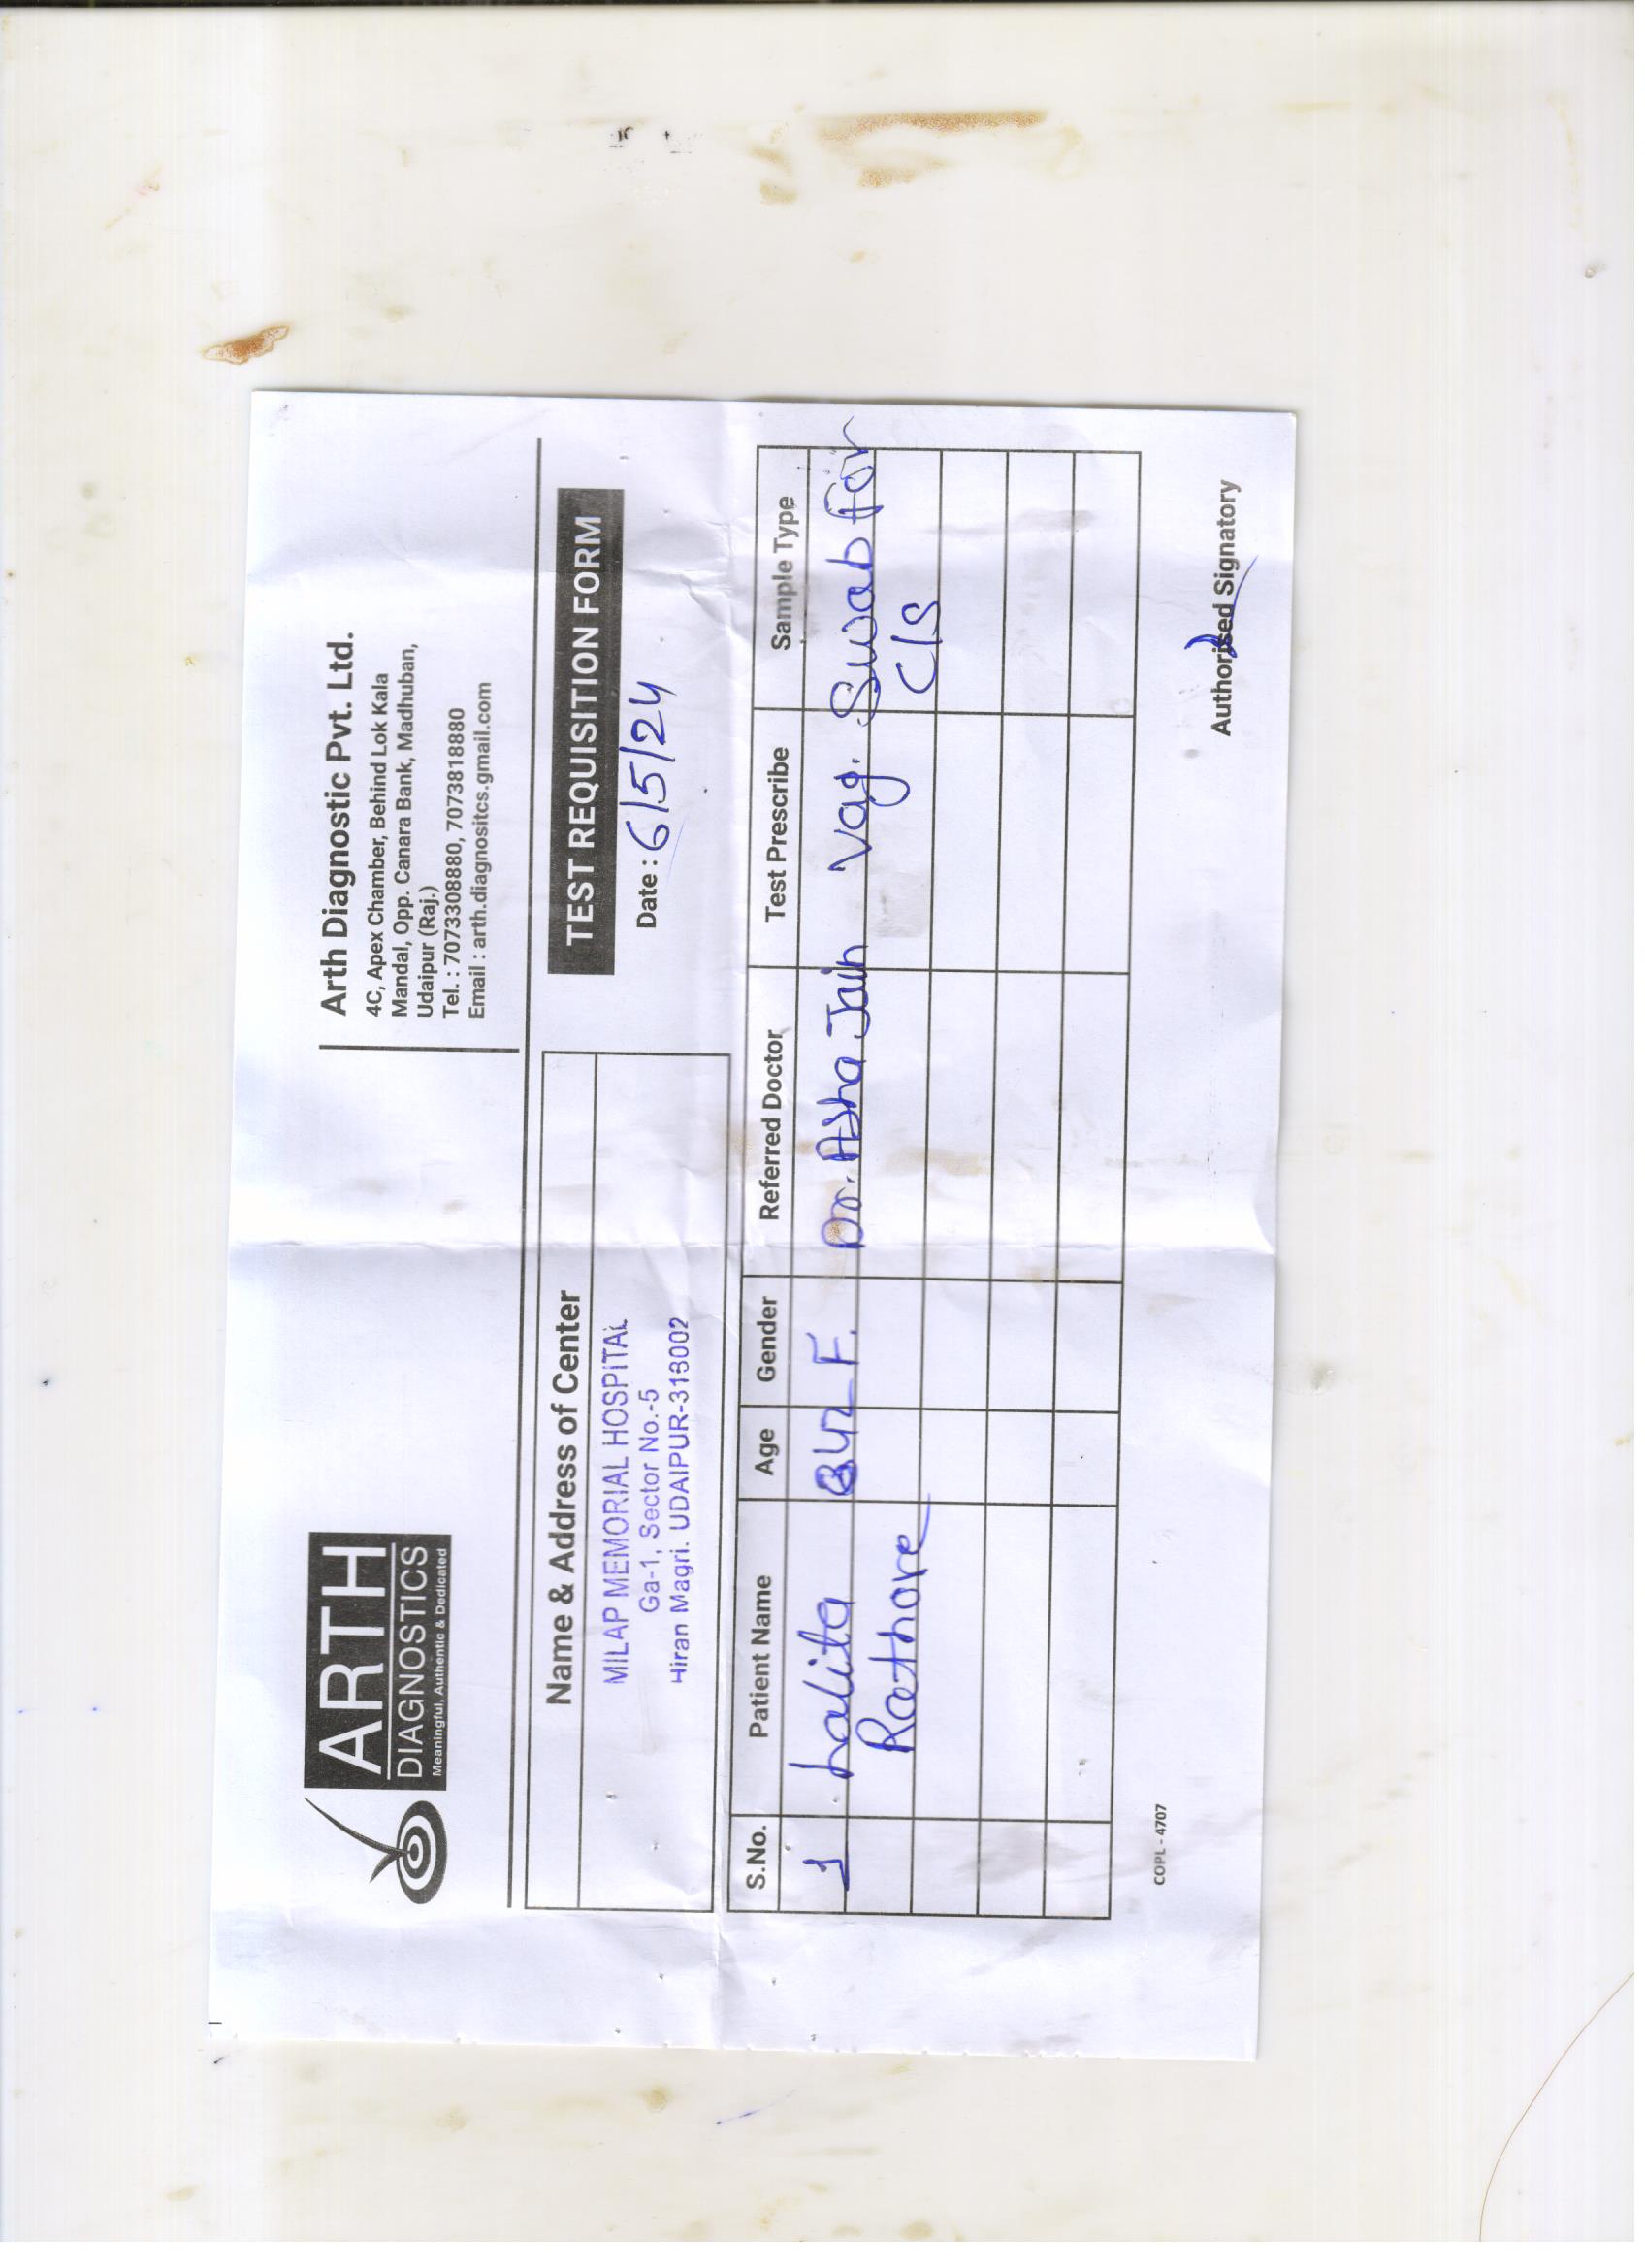 ARTH
DIAGNOSTICS
Meaningful, Authentic & Dedicated
Arth Diagnostic Pvt. Ltd.
4C, Apex Chamber, Behind Lok Kala
Mandal, Opp. Canara Bank, Madhuban,
Udaipur (Raj.)
Tel. : 7073308880, 7073818880
Email : arth.diagnositcs.gmail.com
Name & Address of Center
MILAP MEMORIAL HOSPITAL
Ga-1, Sector No.-5
Hiran Magri. UDAIPUR-313002
TEST REQUISITION FORM
Date : 6/5/24
S.No. Patient Name Age Gender Referred Doctor Test Prescribe Sample Type
1 Lalita F. Dr. Asha Jain Vag. Swab for
Rathore C/S
COPL - 4707
Authorised Signatory